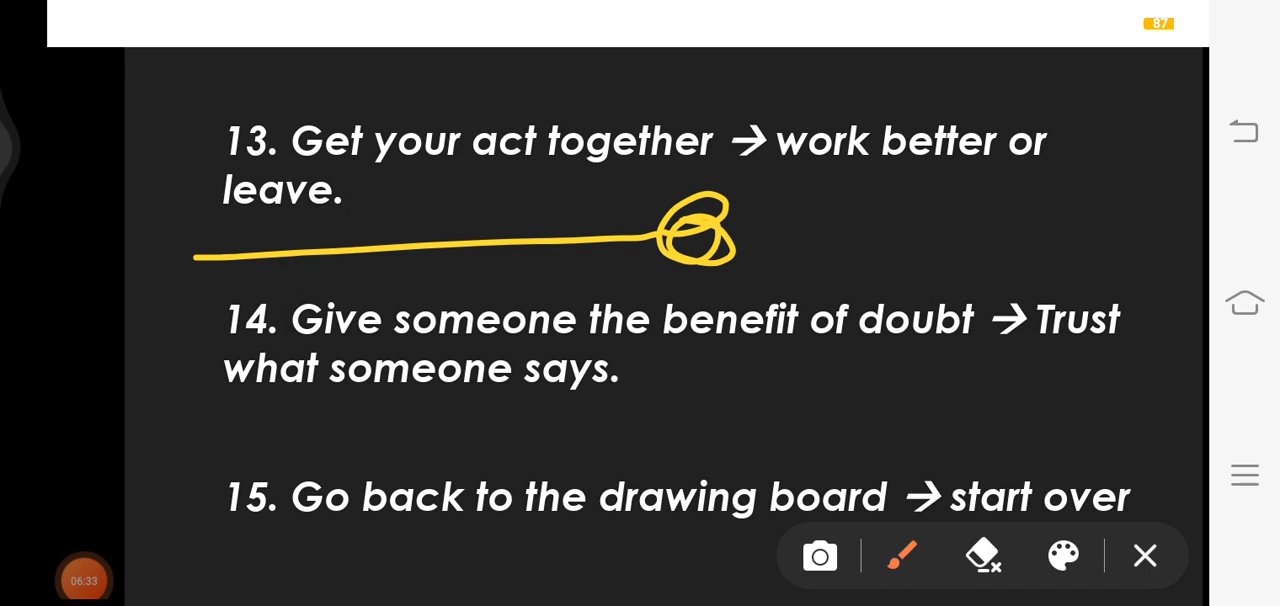 87
13. Get your act together → work better or
leave.
14. Give someone the benefit of doubt → Trust
what someone says.
15. Go back to the drawing board → start over
06:33